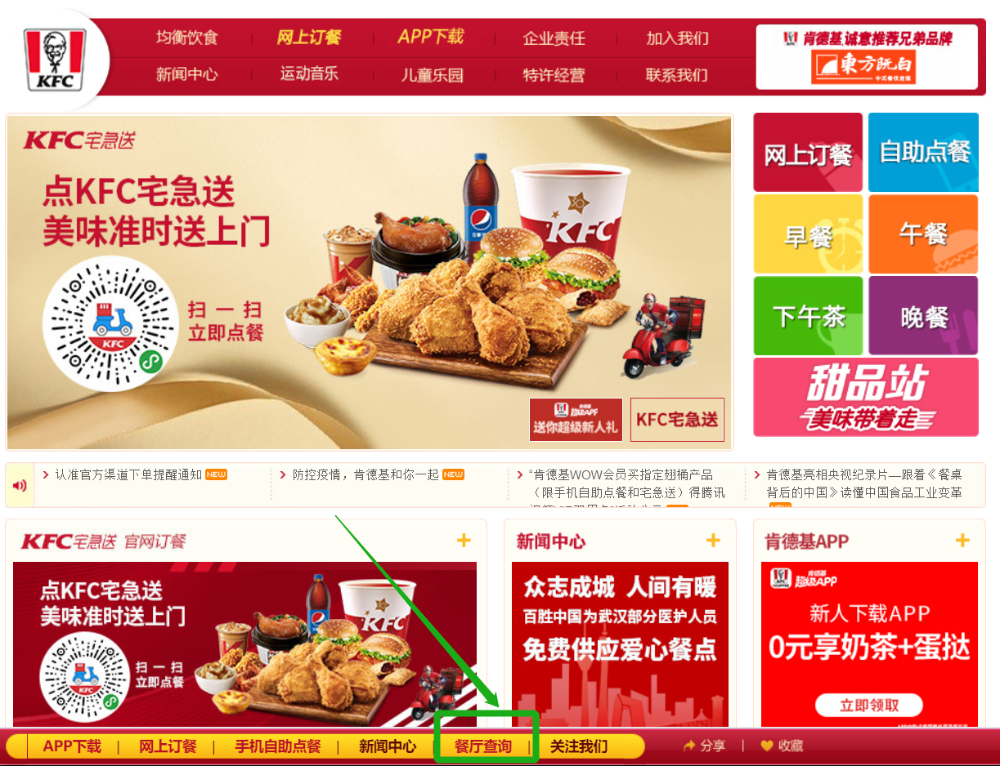 KFC
均衡饮食
网上订餐
APP下载
企业责任
加入我们
新闻中心
运动音乐
儿童乐园
特许经营
联系我们
肯德基诚意推荐兄弟品牌
東方既白
中式餐饮连锁
KFC宅急送
点KFC宅急送
美味准时送上门
KFC
扫一扫
立即点餐
KFC
送你超级新人礼
KFC宅急送
网上订餐
自助点餐
早餐
午餐
下午茶
晚餐
甜品站
美味带着走
认准官方渠道下单提醒通知 NEW
防控疫情，肯德基和你一起 NEW
“肯德基WOW会员买指定翅桶产品
（限手机自助点餐和宅急送）得腾讯
肯德基亮相央视纪录片—跟着《餐桌
背后的中国》读懂中国食品工业变革
NEW
KFC宅急送 官网订餐
点KFC宅急送
美味准时送上门
KFC
扫一扫
立即点餐
KFC
新闻中心
众志成城 人间有暖
百胜中国为武汉部分医护人员
免费供应爱心餐点
肯德基APP
肯德基
超级APP
新人下载APP
0元享奶茶+蛋挞
立即领取
APP下载
网上订餐
手机自助点餐
新闻中心
餐厅查询
关注我们
分享
收藏